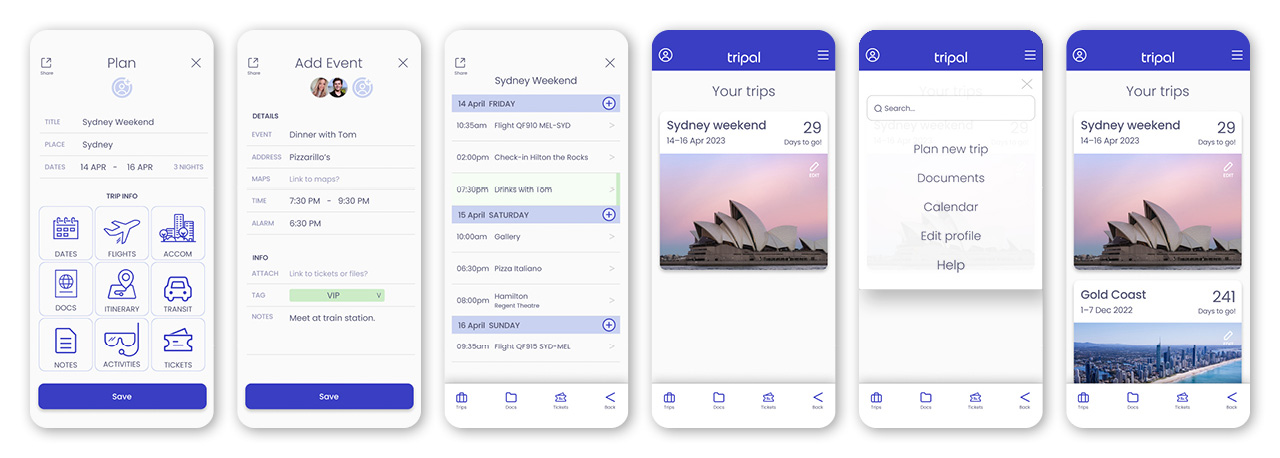 Share
Plan
TITLE Sydney Weekend
PLACE Sydney
DATES 14 APR - 16 APR 3 NIGHTS
TRIP INFO
DATES FLIGHTS ACCOM
DOCS ITINERARY TRANSIT
NOTES ACTIVITIES TICKETS
Save
Share
Add Event
DETAILS
EVENT Dinner with Tom
ADDRESS Pizzarillo's
MAPS Link to maps?
TIME 7:30 PM - 9:30 PM
ALARM 6:30 PM
INFO
ATTACH Link to tickets or files?
TAG VIP V
NOTES Meet at train station.
Save
Share
Sydney Weekend
14 April FRIDAY
10:35am Flight QF910 MEL-SYD >
02:00pm Check-in Hilton the Rocks >
07:30pm Drinks with Tom >
15 April SATURDAY
10:00am Gallery >
06:30pm Pizza Italiano >
08:00pm Hamilton >
Regent Theatre
16 April SUNDAY
09:35am Flight QF915 SYD-MEL >
Trips Docs Tickets Back
tripal
Your trips
Sydney weekend 29
14-16 Apr 2023 Days to go!
EDIT
Trips Docs Tickets Back
tripal
Search...
Plan new trip
Documents
Calendar
Edit profile
Help
Trips Docs Tickets Back
tripal
Your trips
Sydney weekend 29
14-16 Apr 2023 Days to go!
EDIT
Gold Coast 241
1-7 Dec 2022 Days to go!
Trips Docs Tickets Back